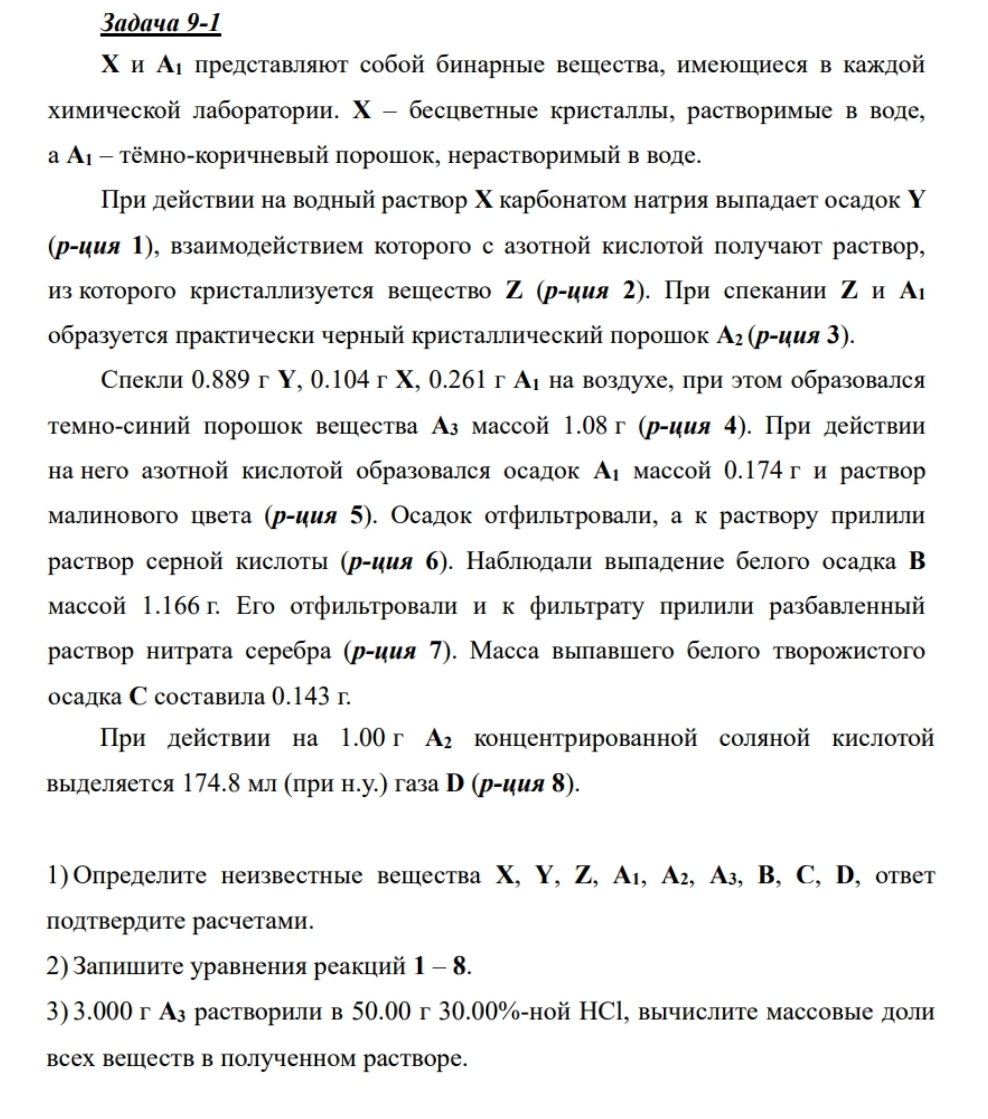 Задача 9-1
X и A₁ представляют собой бинарные вещества, имеющиеся в каждой
химической лаборатории. X – бесцветные кристаллы, растворимые в воде,
а A₁ – тёмно-коричневый порошок, нерастворимый в воде.
При действии на водный раствор X карбонатом натрия выпадает осадок Y
(р-ция 1), взаимодействием которого с азотной кислотой получают раствор,
из которого кристаллизуется вещество Z (р-ция 2). При спекании Z и A₁
образуется практически черный кристаллический порошок A₂ (р-ция 3).
Спекли 0.889 г Y, 0.104 г X, 0.261 г A₁ на воздухе, при этом образовался
темно-синий порошок вещества A₃ массой 1.08 г (р-ция 4). При действии
на него азотной кислотой образовался осадок A₁ массой 0.174 г и раствор
малинового цвета (р-ция 5). Осадок отфильтровали, а к раствору прилили
раствор серной кислоты (р-ция 6). Наблюдали выпадение белого осадка B
массой 1.166 г. Его отфильтровали и к фильтрату прилили разбавленный
раствор нитрата серебра (р-ция 7). Масса выпавшего белого творожистого
осадка C составила 0.143 г.
При действии на 1.00 г A₂ концентрированной соляной кислотой
выделяется 174.8 мл (при н.у.) газа D (р-ция 8).
1) Определите неизвестные вещества X, Y, Z, A₁, A₂, A₃, B, C, D, ответ
подтвердите расчетами.
2) Запишите уравнения реакций 1 – 8.
3) 3.000 г A₃ растворили в 50.00 г 30.00%-ной HCl, вычислите массовые доли
всех веществ в полученном растворе.